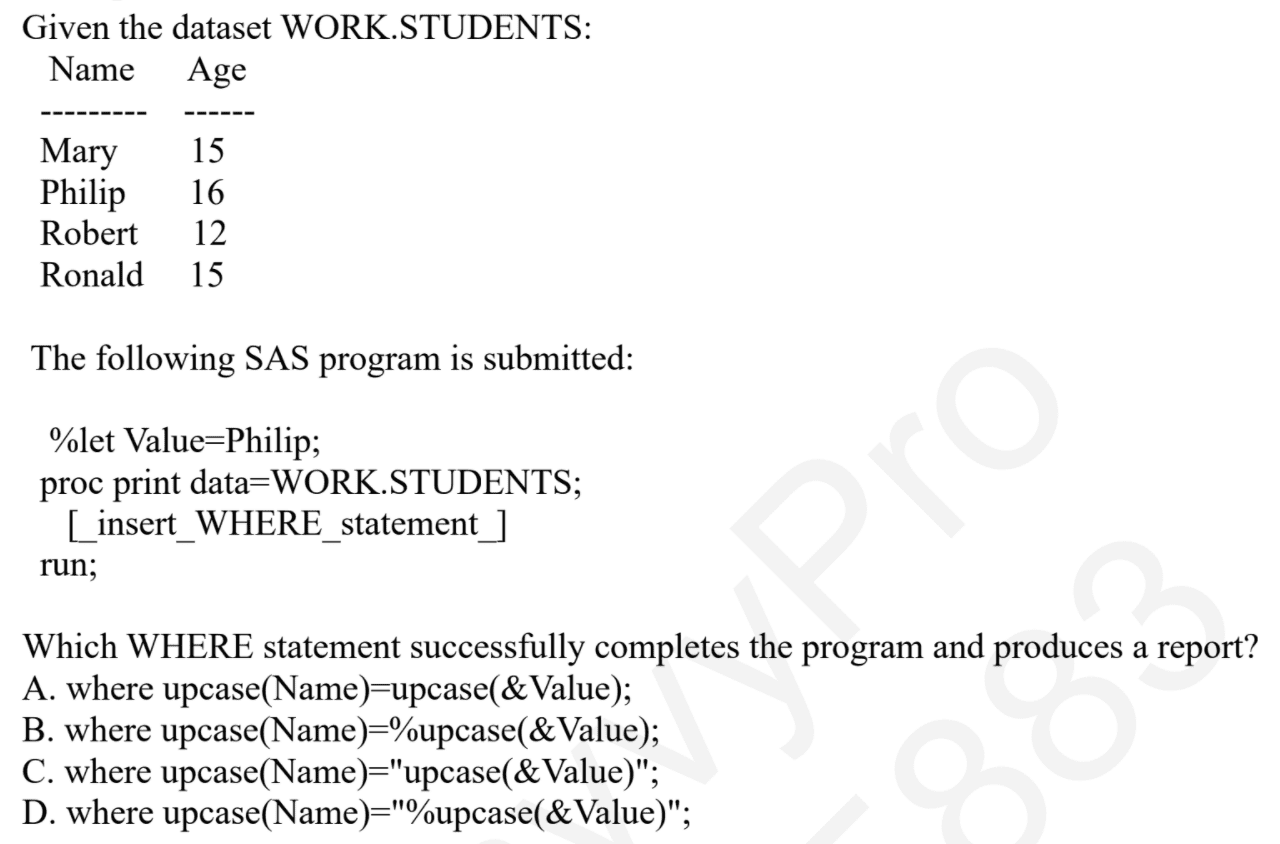 Given the dataset WORK.STUDENTS:
Name Age
--------- ------
Mary 15
Philip 16
Robert 12
Ronald 15
The following SAS program is submitted:
%let Value=Philip;
proc print data=WORK.STUDENTS;
[_insert_WHERE_statement_]
run;
Which WHERE statement successfully completes the program and produces a report?
A. where upcase(Name)=upcase(&Value);
B. where upcase(Name)=%upcase(&Value);
C. where upcase(Name)="upcase(&Value)";
D. where upcase(Name)="%upcase(&Value)";